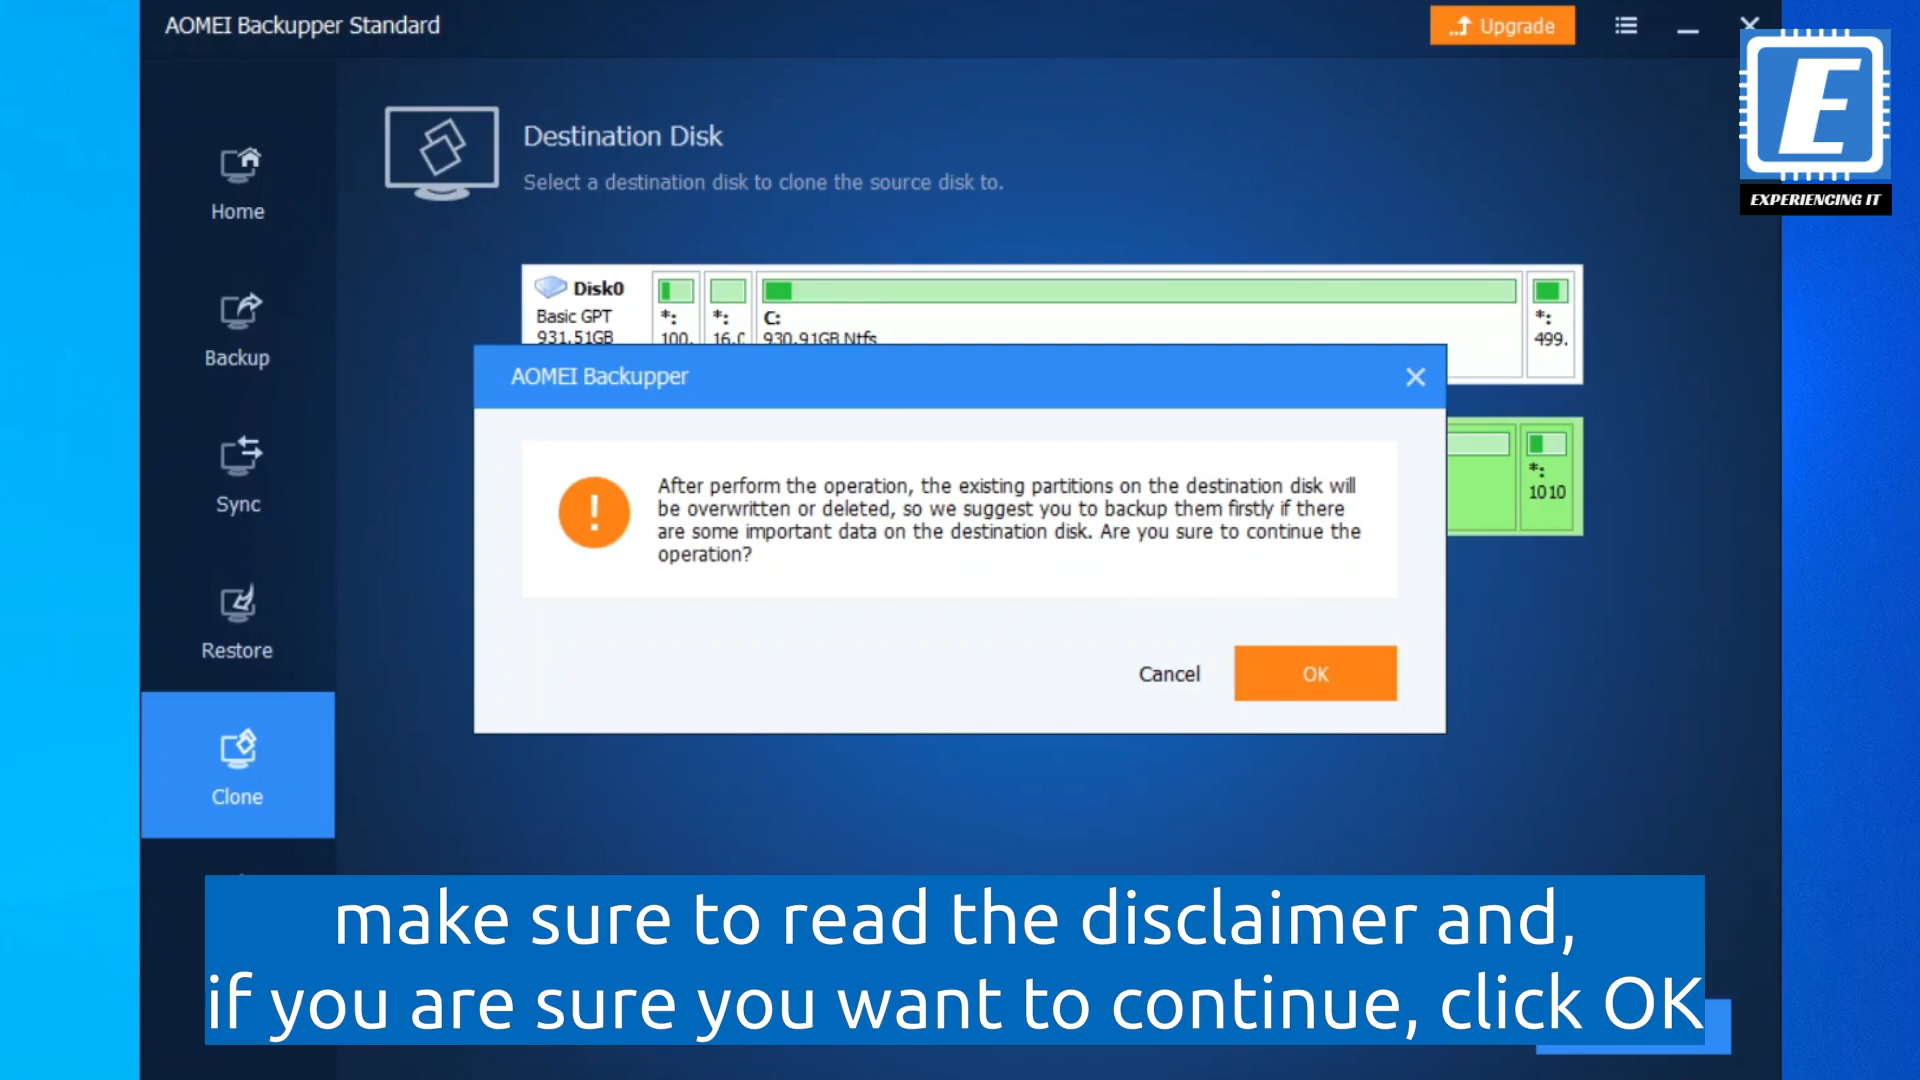 AOMEI Backupper Standard
Upgrade
E
EXPERIENCING IT
Destination Disk
Select a destination disk to clone the source disk to.
Home
Backup
Sync
Restore
Clone
Disk0
Basic GPT
931.51GB
*:
100.
*:
16.0
C:
930.91GB Ntfs
*:
499.
*:
1010
AOMEI Backupper
After perform the operation, the existing partitions on the destination disk will
be overwritten or deleted, so we suggest you to backup them firstly if there
are some important data on the destination disk. Are you sure to continue the
operation?
Cancel
OK
make sure to read the disclaimer and,
if you are sure you want to continue, click OK